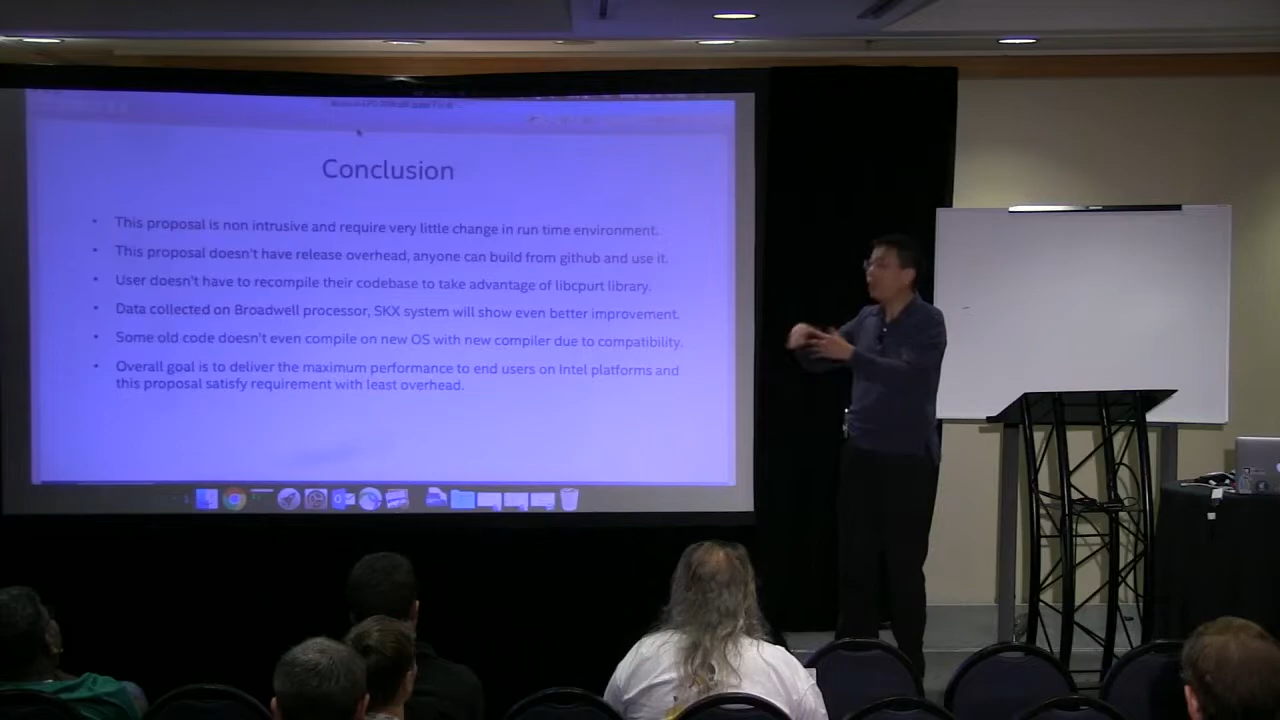 Conclusion
• This proposal is non intrusive and require very little change in run time environment.
• This proposal doesn't have release overhead, anyone can build from github and use it.
• User doesn't have to recompile their codebase to take advantage of libcpurt library.
• Data collected on Broadwell processor, SKX system will show even better improvement.
• Some old code doesn't even compile on new OS with new compiler due to compatibility.
• Overall goal is to deliver the maximum performance to end users on Intel platforms and
this proposal satisfy requirement with least overhead.